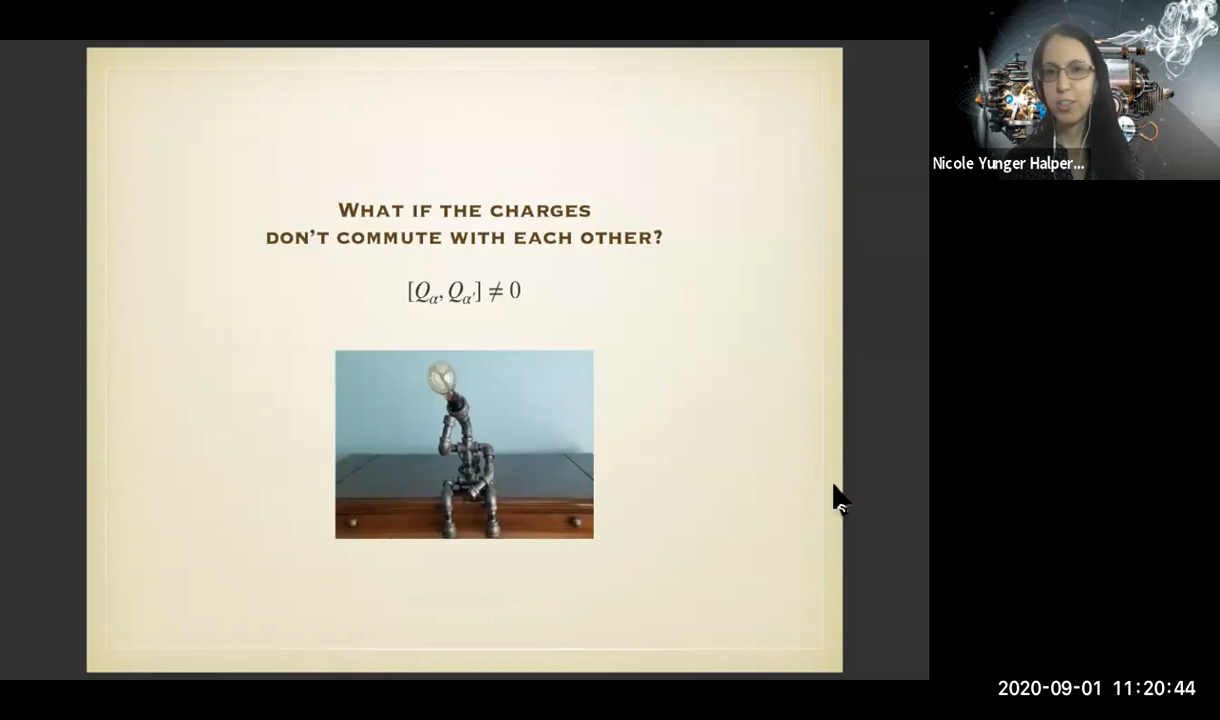 WHAT IF THE CHARGES
DON'T COMMUTE WITH EACH OTHER?
[Qα, Qα′] ≠ 0
Nicole Yunger Halper...
2020-09-01 11:20:44